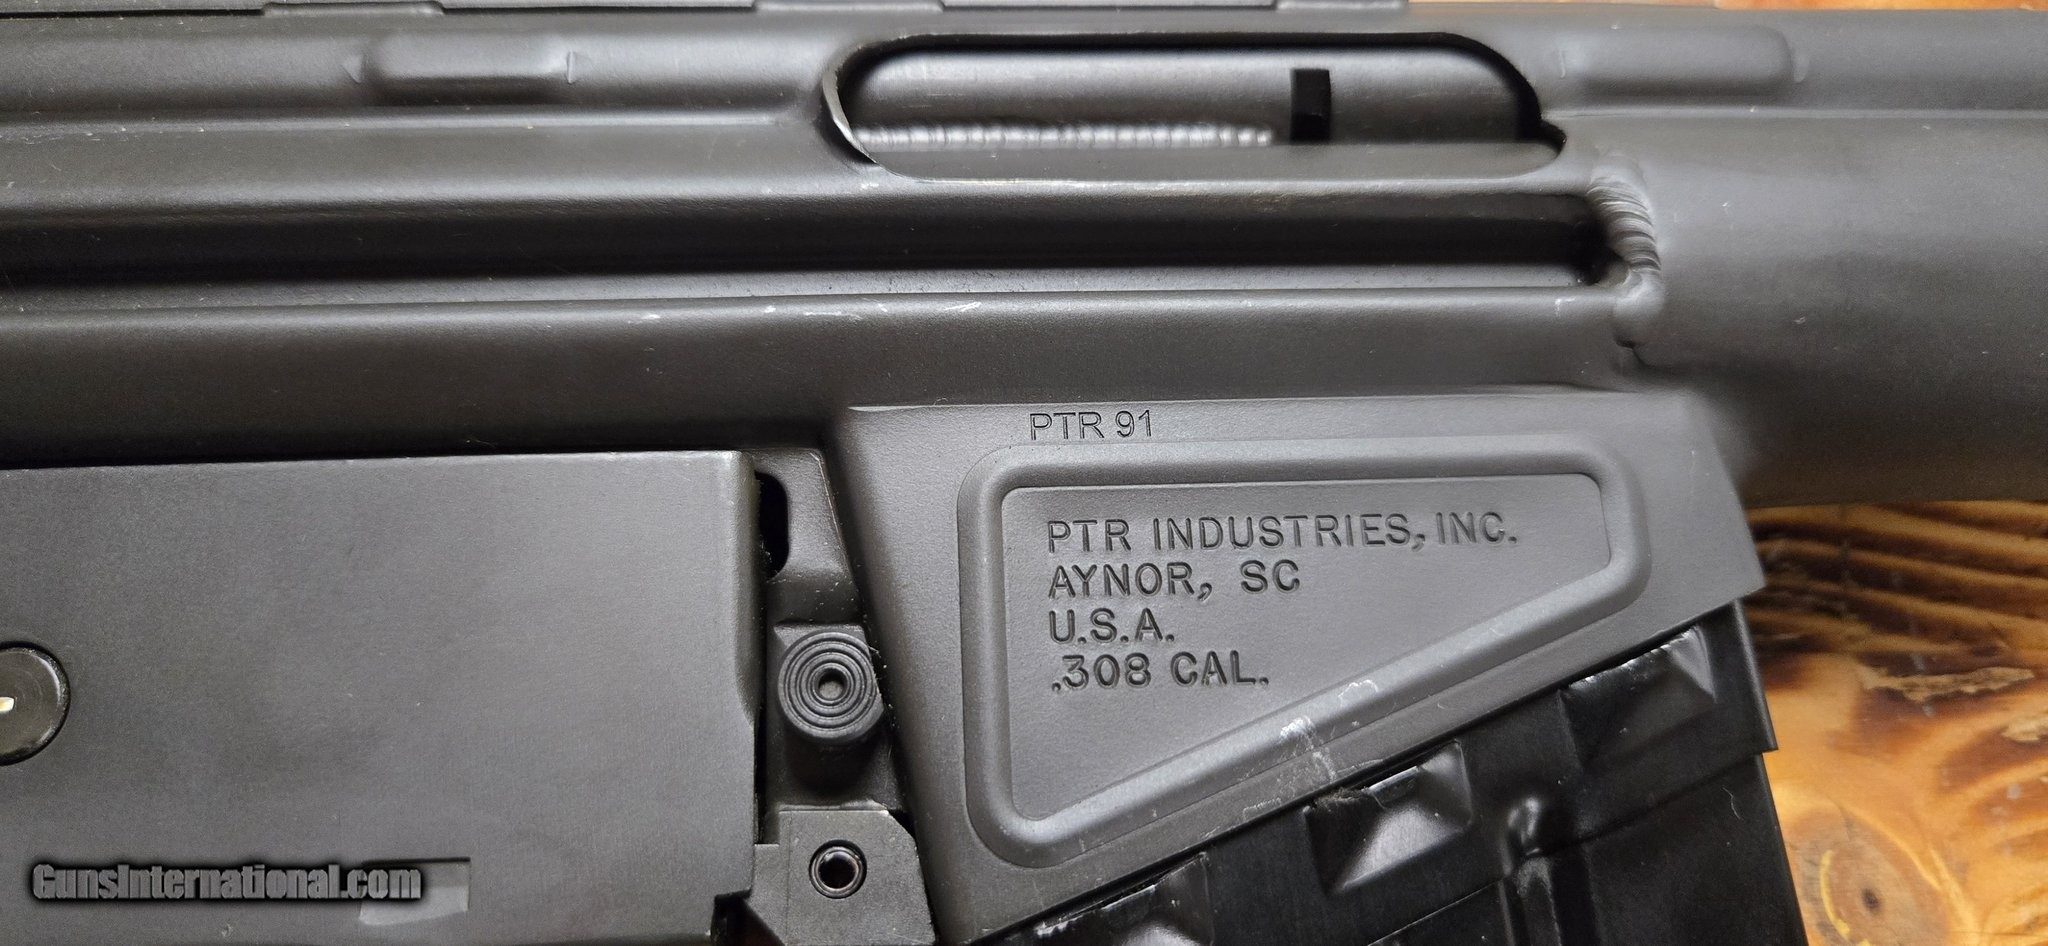 PTR 91
PTR INDUSTRIES, INC.
AYNOR, SC
U.S.A.
.308 CAL.
GunsInternational.com